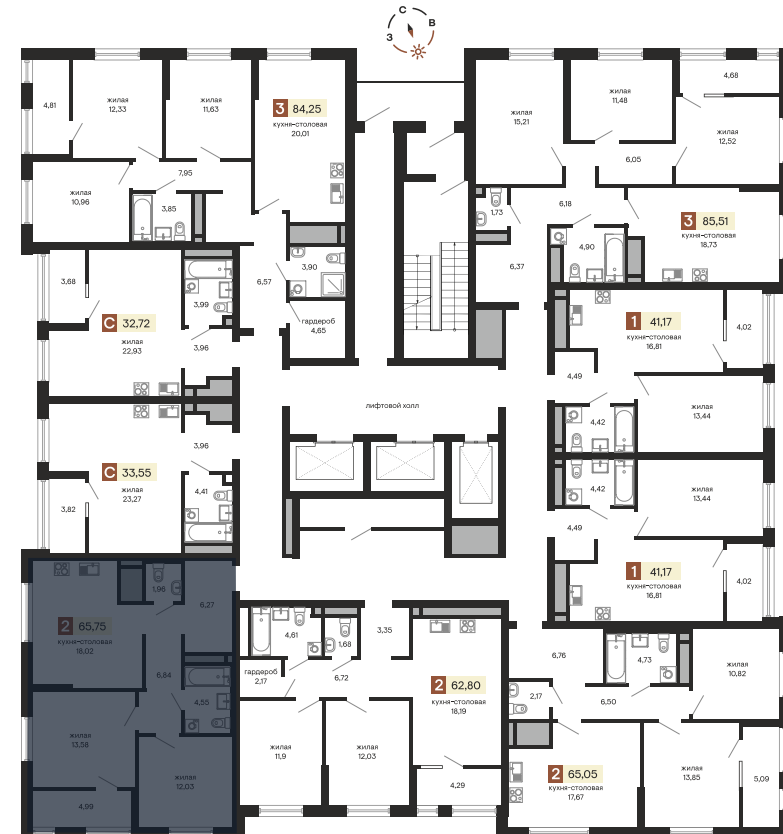 С
В
З
4,81
жилая
12,33
жилая
11,63
3 84,25
кухня-столовая
20,01
7,95
жилая
10,96
3,85
6,57
3,90
гардероб
4,65
3,68
3,99
С 32,72
жилая
22,93
3,96
3,96
С 33,55
жилая
23,27
4,41
3,82
лифтовой холл
жилая
15,21
жилая
11,48
4,68
жилая
12,52
6,05
1,73
6,18
3 85,51
кухня-столовая
18,73
4,90
6,37
1 41,17
кухня-столовая
16,81
4,02
4,49
4,42
жилая
13,44
4,42
жилая
13,44
4,49
1 41,17
кухня-столовая
16,81
4,02
1,96
6,27
2 65,75
кухня-столовая
18,02
6,84
4,55
жилая
13,58
жилая
12,03
4,99
4,61
1,68
3,35
гардероб
2,17
6,72
2 62,80
кухня-столовая
18,19
жилая
11,9
жилая
12,03
4,29
6,76
4,73
жилая
10,82
2,17
6,50
2 65,05
кухня-столовая
17,67
жилая
13,85
5,09